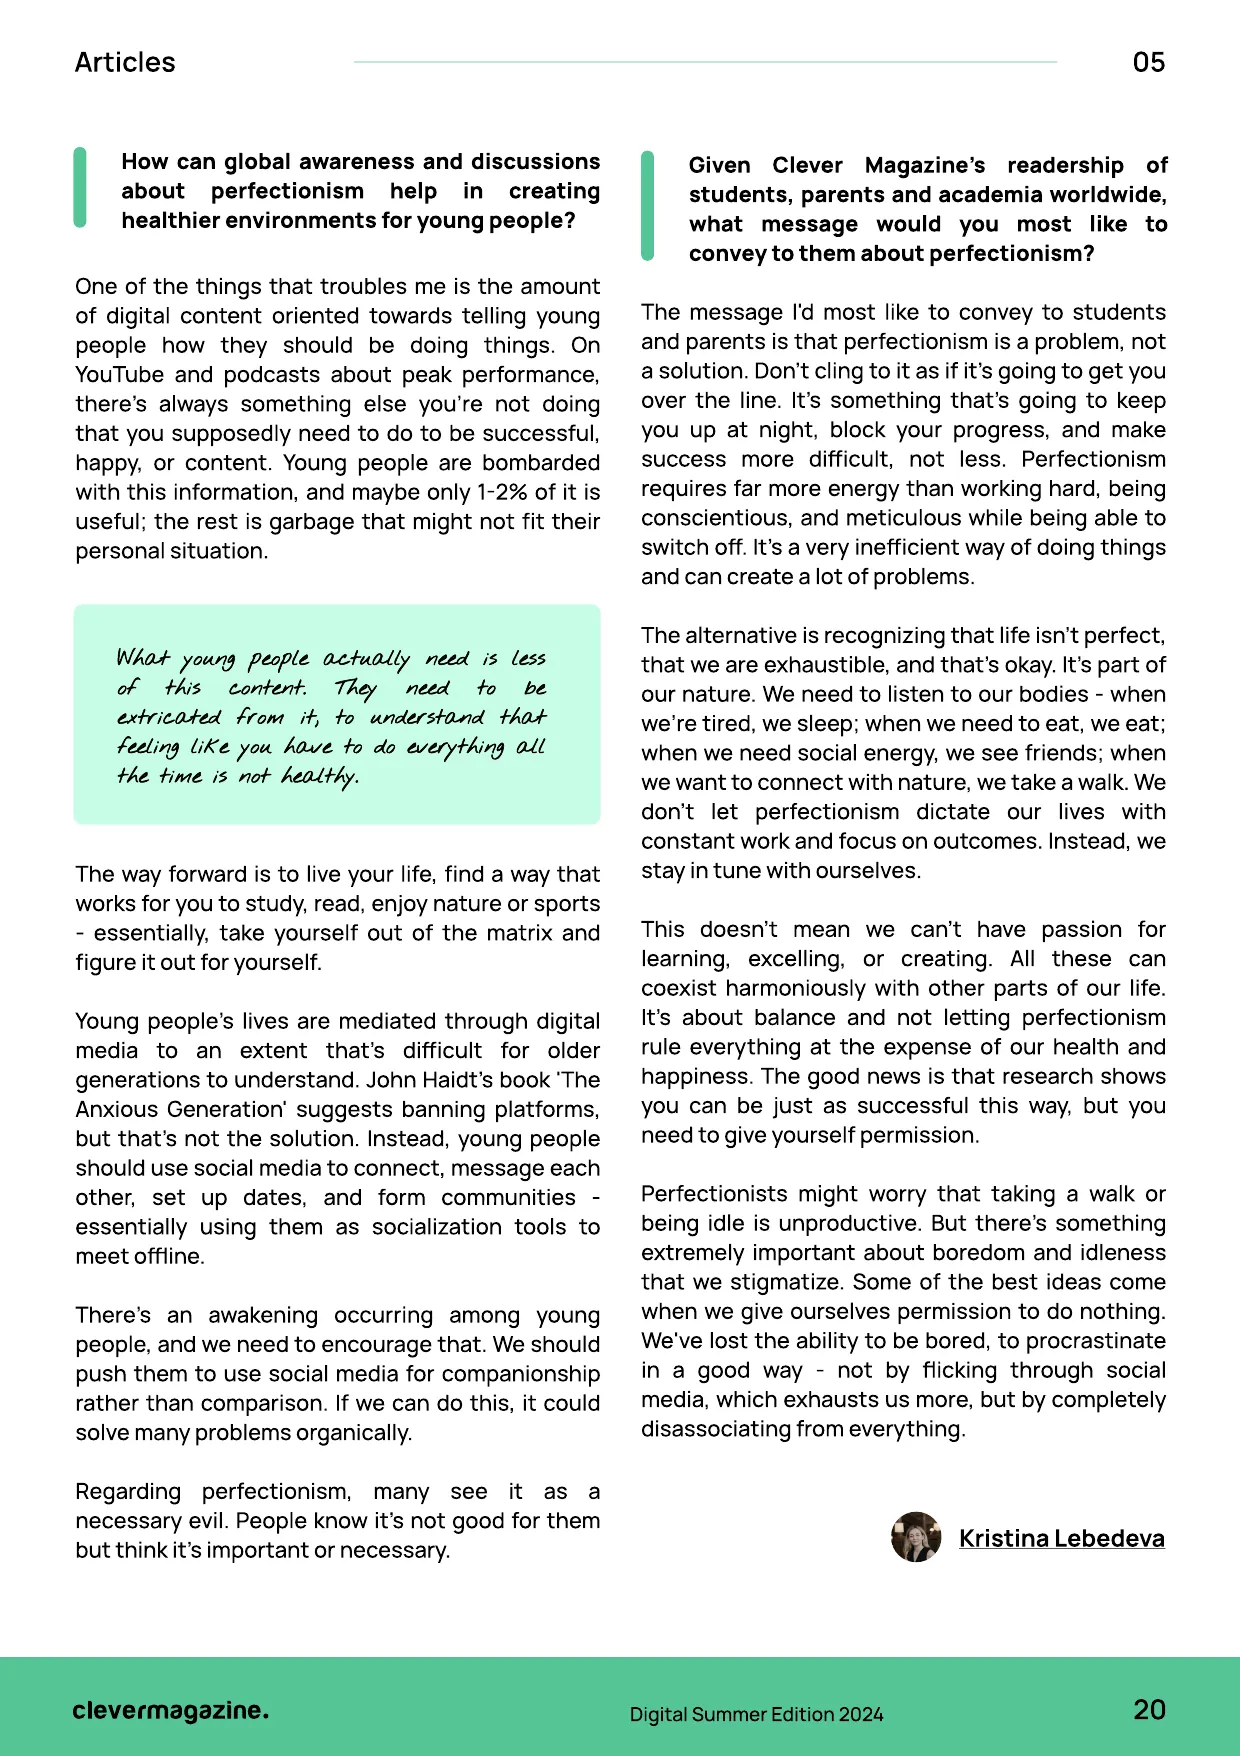 Articles
05
How can global awareness and discussions
about perfectionism help in creating
healthier environments for young people?
One of the things that troubles me is the amount
of digital content oriented towards telling young
people how they should be doing things. On
YouTube and podcasts about peak performance,
there's always something else you're not doing
that you supposedly need to do to be successful,
happy, or content. Young people are bombarded
with this information, and maybe only 1-2% of it is
useful; the rest is garbage that might not fit their
personal situation.
What young people actually need is less
of this content. They need to be
extricated from it, to understand that
feeling like you have to do everything all
the time is not healthy.
The way forward is to live your life, find a way that
works for you to study, read, enjoy nature or sports
- essentially, take yourself out of the matrix and
figure it out for yourself.
Young people's lives are mediated through digital
media to an extent that's difficult for older
generations to understand. John Haidt's book 'The
Anxious Generation' suggests banning platforms,
but that's not the solution. Instead, young people
should use social media to connect, message each
other, set up dates, and form communities -
essentially using them as socialization tools to
meet offline.
There's an awakening occurring among young
people, and we need to encourage that. We should
push them to use social media for companionship
rather than comparison. If we can do this, it could
solve many problems organically.
Regarding perfectionism, many see it as a
necessary evil. People know it's not good for them
but think it's important or necessary.
Given Clever Magazine's readership of
students, parents and academia worldwide,
what message would you most like to
convey to them about perfectionism?
The message I'd most like to convey to students
and parents is that perfectionism is a problem, not
a solution. Don't cling to it as if it's going to get you
over the line. It's something that's going to keep
you up at night, block your progress, and make
success more difficult, not less. Perfectionism
requires far more energy than working hard, being
conscientious, and meticulous while being able to
switch off. It's a very inefficient way of doing things
and can create a lot of problems.
The alternative is recognizing that life isn't perfect,
that we are exhaustible, and that's okay. It's part of
our nature. We need to listen to our bodies - when
we're tired, we sleep; when we need to eat, we eat;
when we need social energy, we see friends; when
we want to connect with nature, we take a walk. We
don't let perfectionism dictate our lives with
constant work and focus on outcomes. Instead, we
stay in tune with ourselves.
This doesn't mean we can't have passion for
learning, excelling, or creating. All these can
coexist harmoniously with other parts of our life.
It's about balance and not letting perfectionism
rule everything at the expense of our health and
happiness. The good news is that research shows
you can be just as successful this way, but you
need to give yourself permission.
Perfectionists might worry that taking a walk or
being idle is unproductive. But there's something
extremely important about boredom and idleness
that we stigmatize. Some of the best ideas come
when we give ourselves permission to do nothing.
We've lost the ability to be bored, to procrastinate
in a good way - not by flicking through social
media, which exhausts us more, but by completely
disassociating from everything.
Kristina Lebedeva
clevermagazine.
Digital Summer Edition 2024
20